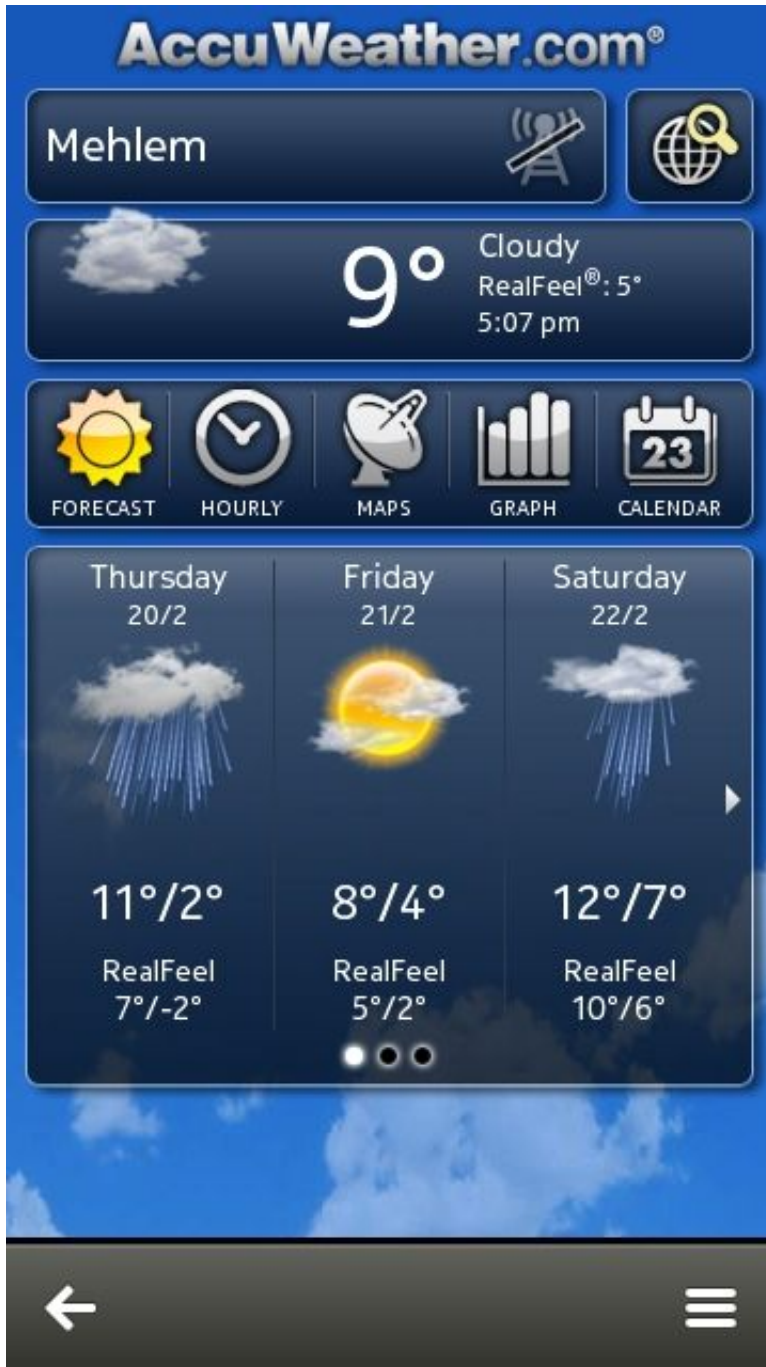 AccuWeather.com®
Mehlem
9°
Cloudy
RealFeel®: 5°
5:07 pm
23
FORECAST HOURLY MAPS GRAPH CALENDAR
Thursday Friday Saturday
20/2 21/2 22/2
11°/2° 8°/4° 12°/7°
RealFeel RealFeel RealFeel
7°/-2° 5°/2° 10°/6°